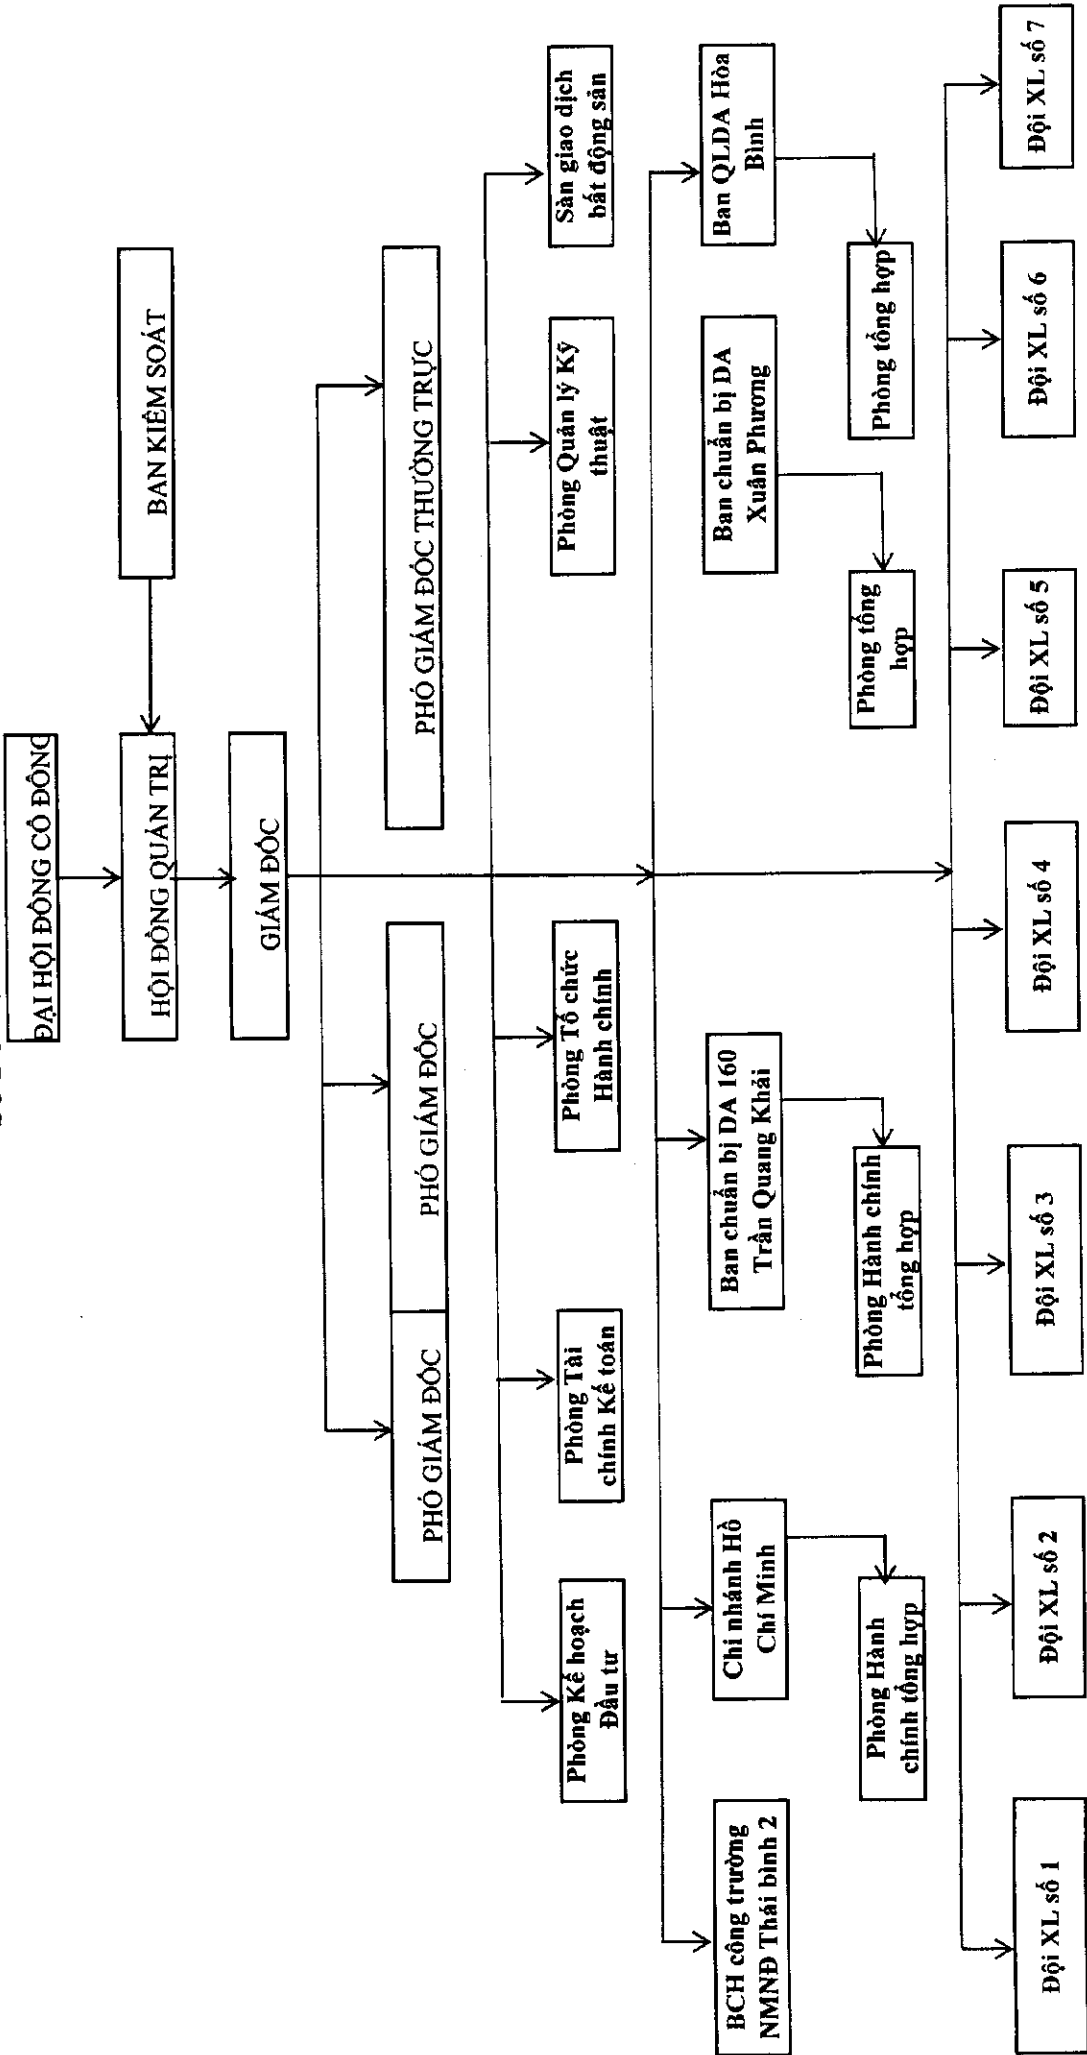 ĐẠI HỘI ĐỒNG CỔ ĐÔNG
HỘI ĐỒNG QUẢN TRỊ
BAN KIỂM SOÁT
GIÁM ĐỐC
PHÓ GIÁM ĐỐC
PHÓ GIÁM ĐỐC
PHÓ GIÁM ĐỐC THƯỜNG TRỰC
Phòng Kế hoạch
Đầu tư
Phòng Tài
chính Kế toán
Phòng Tổ chức
Hành chính
Phòng Quản lý Kỹ
thuật
Sàn giao dịch
bất động sản
BCH công trường
NMNĐ Thái bình 2
Chi nhánh Hồ
Chí Minh
Ban chuẩn bị DA 160
Trần Quang Khải
Ban chuẩn bị DA
Xuân Phương
Ban QLDA Hòa
Bình
Phòng Hành
chính tổng hợp
Phòng Hành chính
tổng hợp
Phòng tổng
hợp
Phòng tổng hợp
Đội XL số 1
Đội XL số 2
Đội XL số 3
Đội XL số 4
Đội XL số 5
Đội XL số 6
Đội XL số 7